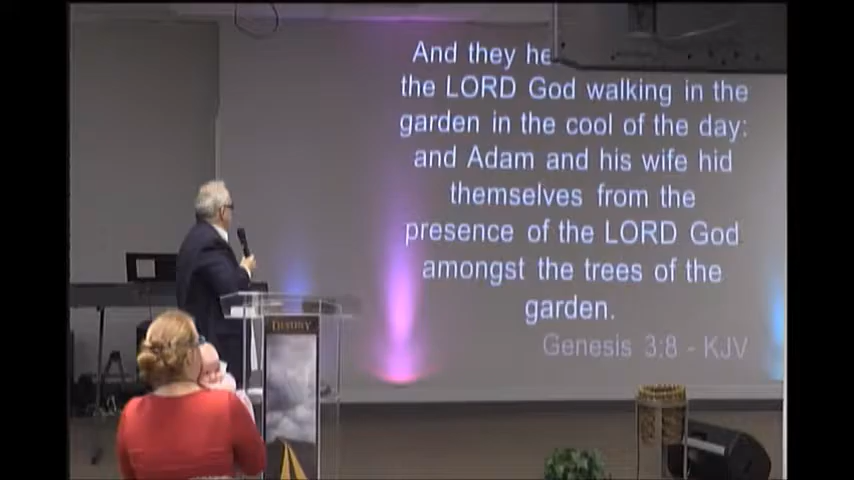 And they he
the LORD God walking in the
garden in the cool of the day:
and Adam and his wife hid
themselves from the
presence of the LORD God
amongst the trees of the
garden.
Genesis 3:8 - KJV
Destiny